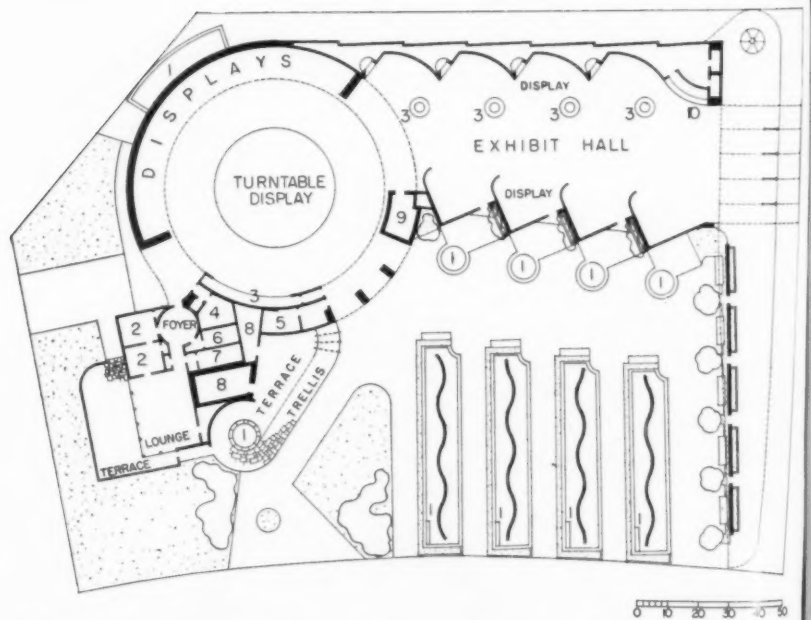 1
DISPLAYS
TURNTABLE
DISPLAY
DISPLAY
3 3 3 3 10
EXHIBIT HALL
DISPLAY
9
1 1 1 1
3
2 FOYER 4 8 5
6
2 7
8
TERRACE
TRELLIS
1
LOUNGE
TERRACE
0 10 20 30 40 50